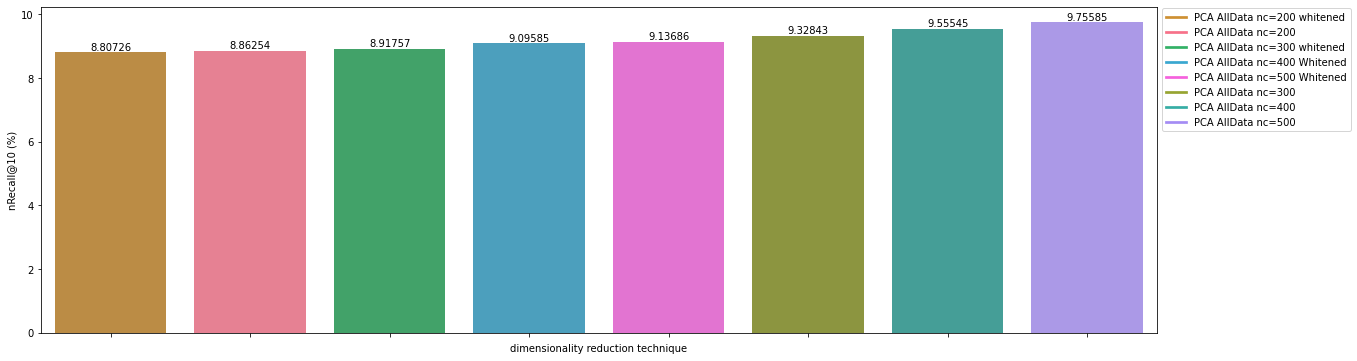 10
8
6
4
2
0
nRecall@10 (%)
8.80726
8.86254
8.91757
9.09585
9.13686
9.32843
9.55545
9.75585
dimensionality reduction technique
PCA AllData nc=200 whitened
PCA AllData nc=200
PCA AllData nc=300 whitened
PCA AllData nc=400 Whitened
PCA AllData nc=500 Whitened
PCA AllData nc=300
PCA AllData nc=400
PCA AllData nc=500